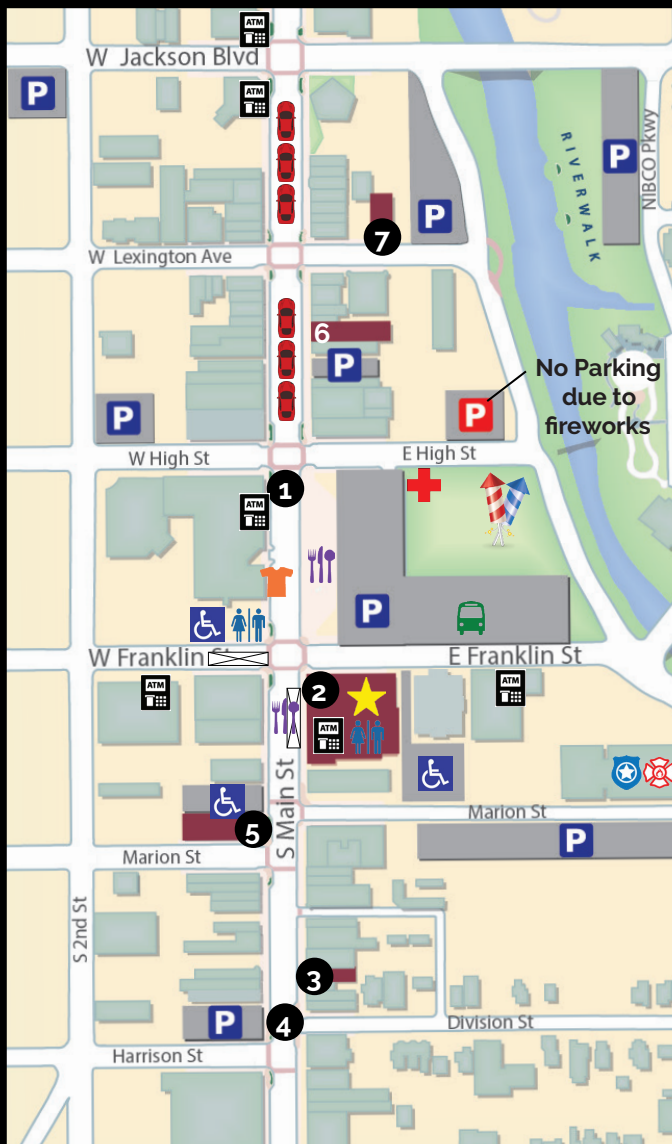 ATM
W Jackson Blvd
ATM
P
RIVERWALK
P
NIBCO Pkwy
P
7
W Lexington Ave
6
P
No Parking
due to
fireworks
P
P
W High St
E High St
1
ATM
P
W Franklin St
E Franklin St
ATM
2
ATM
ATM
S Main St
Marion St
5
P
Marion St
S 2nd St
3
P
4
Division St
Harrison St